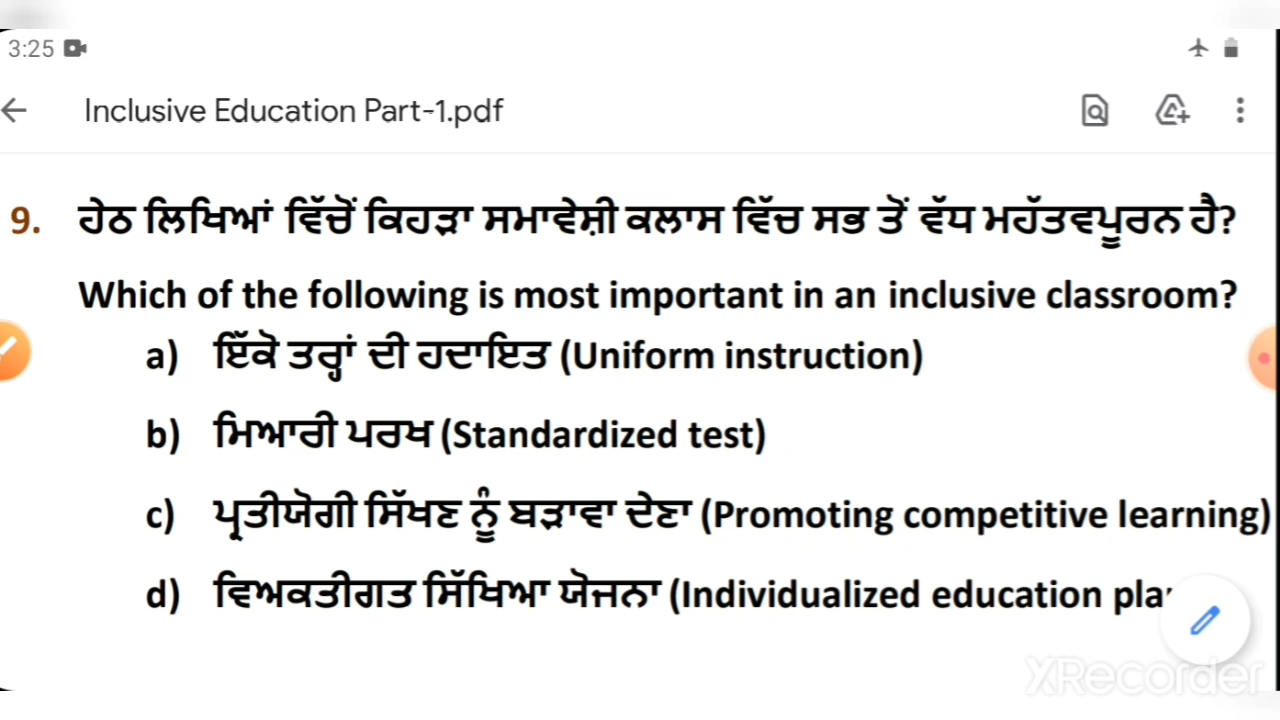 3:25
Inclusive Education Part-1.pdf
9. ਹੇਠ ਲਿਖਿਆਂ ਵਿੱਚੋਂ ਕਿਹੜਾ ਸਮਾਵੇਸ਼ੀ ਕਲਾਸ ਵਿੱਚ ਸਭ ਤੋਂ ਵੱਧ ਮਹੱਤਵਪੂਰਨ ਹੈ?
Which of the following is most important in an inclusive classroom?
a) ਇੱਕੋ ਤਰ੍ਹਾਂ ਦੀ ਹਦਾਇਤ (Uniform instruction)
b) ਮਿਆਰੀ ਪਰਖ (Standardized test)
c) ਪ੍ਰਤੀਯੋਗੀ ਸਿੱਖਣ ਨੂੰ ਬੜਾਵਾ ਦੇਣਾ (Promoting competitive learning)
d) ਵਿਅਕਤੀਗਤ ਸਿੱਖਿਆ ਯੋਜਨਾ (Individualized education
XRecorder